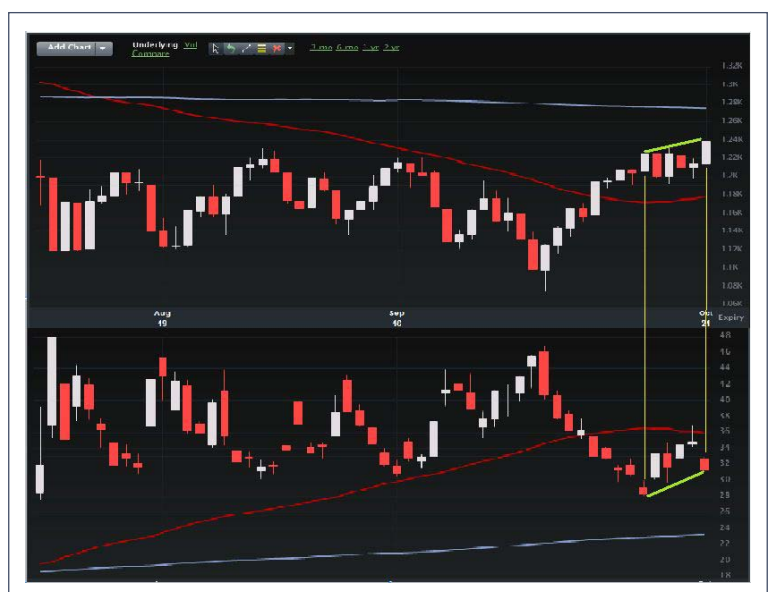 Add Chart Underlying Vol 3 mo 6 mo 1 yr 2 yr
Compare
1.32K
1.3K
1.28K
1.26K
1.24K
1.22K
1.2K
1.18K
1.16K
1.14K
1.12K
1.1K
1.08K
1.06K
Aug Sep Oct
19 21 Expiry
48
46
44
42
40
38
36
34
32
30
28
26
24
22
20
18